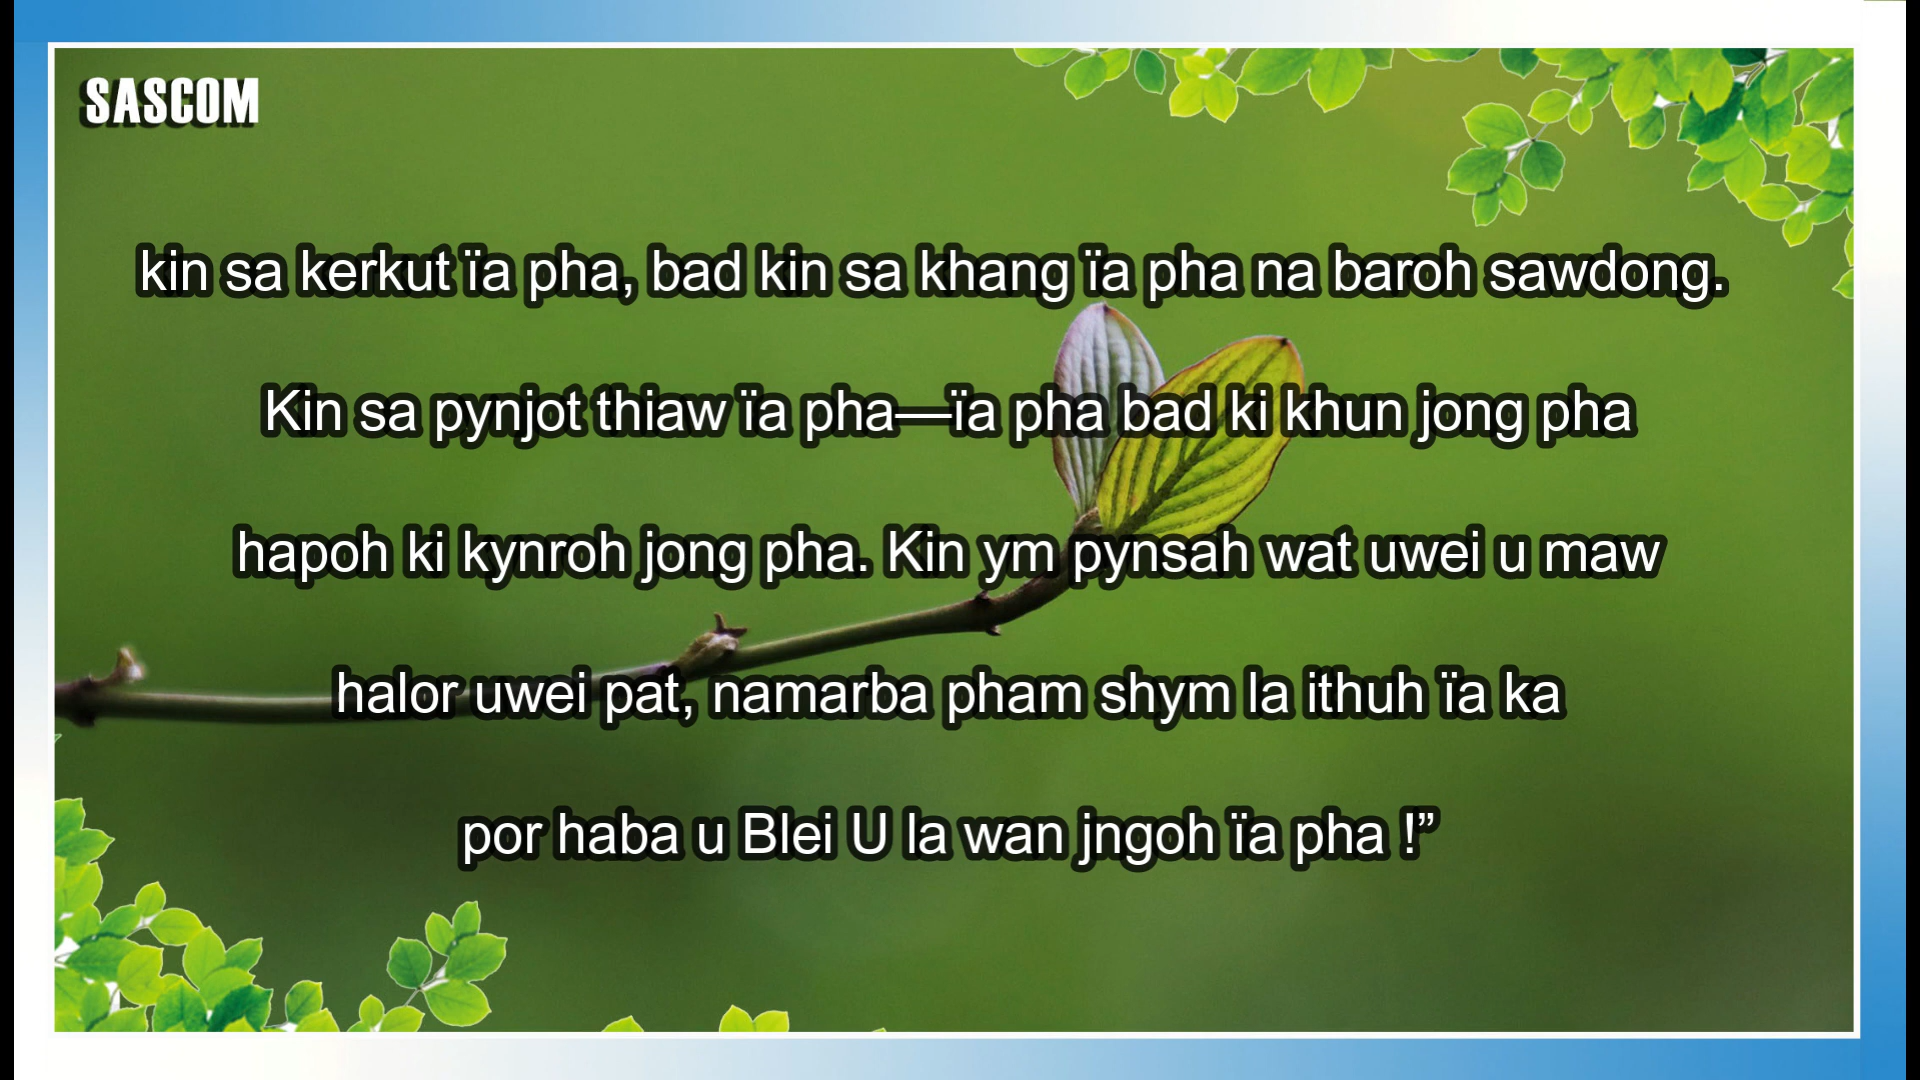 SASCOM
kin sa kerkut ïa pha, bad kin sa khang ïa pha na baroh sawdong.
Kin sa pynjot thiaw ïa pha—ïa pha bad ki khun jong pha
hapoh ki kynroh jong pha. Kin ym pynsah wat uwei u maw
halor uwei pat, namarba pham shym la ithuh ïa ka
por haba u Blei U la wan jngoh ïa pha !”